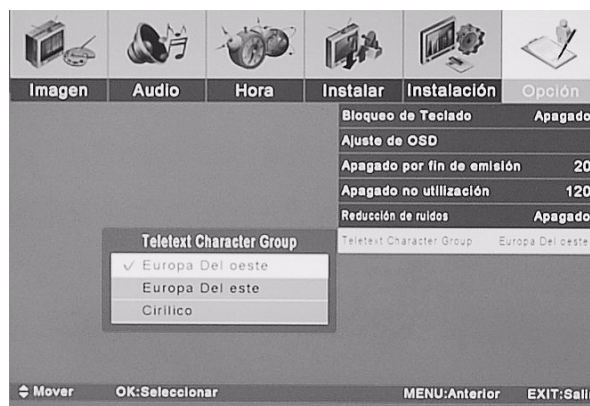 Imagen Audio Hora Instalar Instalación Opción
Bloqueo de Teclado Apagado
Ajuste de OSD
Apagado por fin de emisión 20
Apagado no utilización 120
Reducción de ruidos Apagado
Teletext Character Group Europa Del oeste
Teletext Character Group
Europa Del oeste
Europa Del este
Cirílico
Mover OK:Seleccionar MENU:Anterior EXIT:Sali